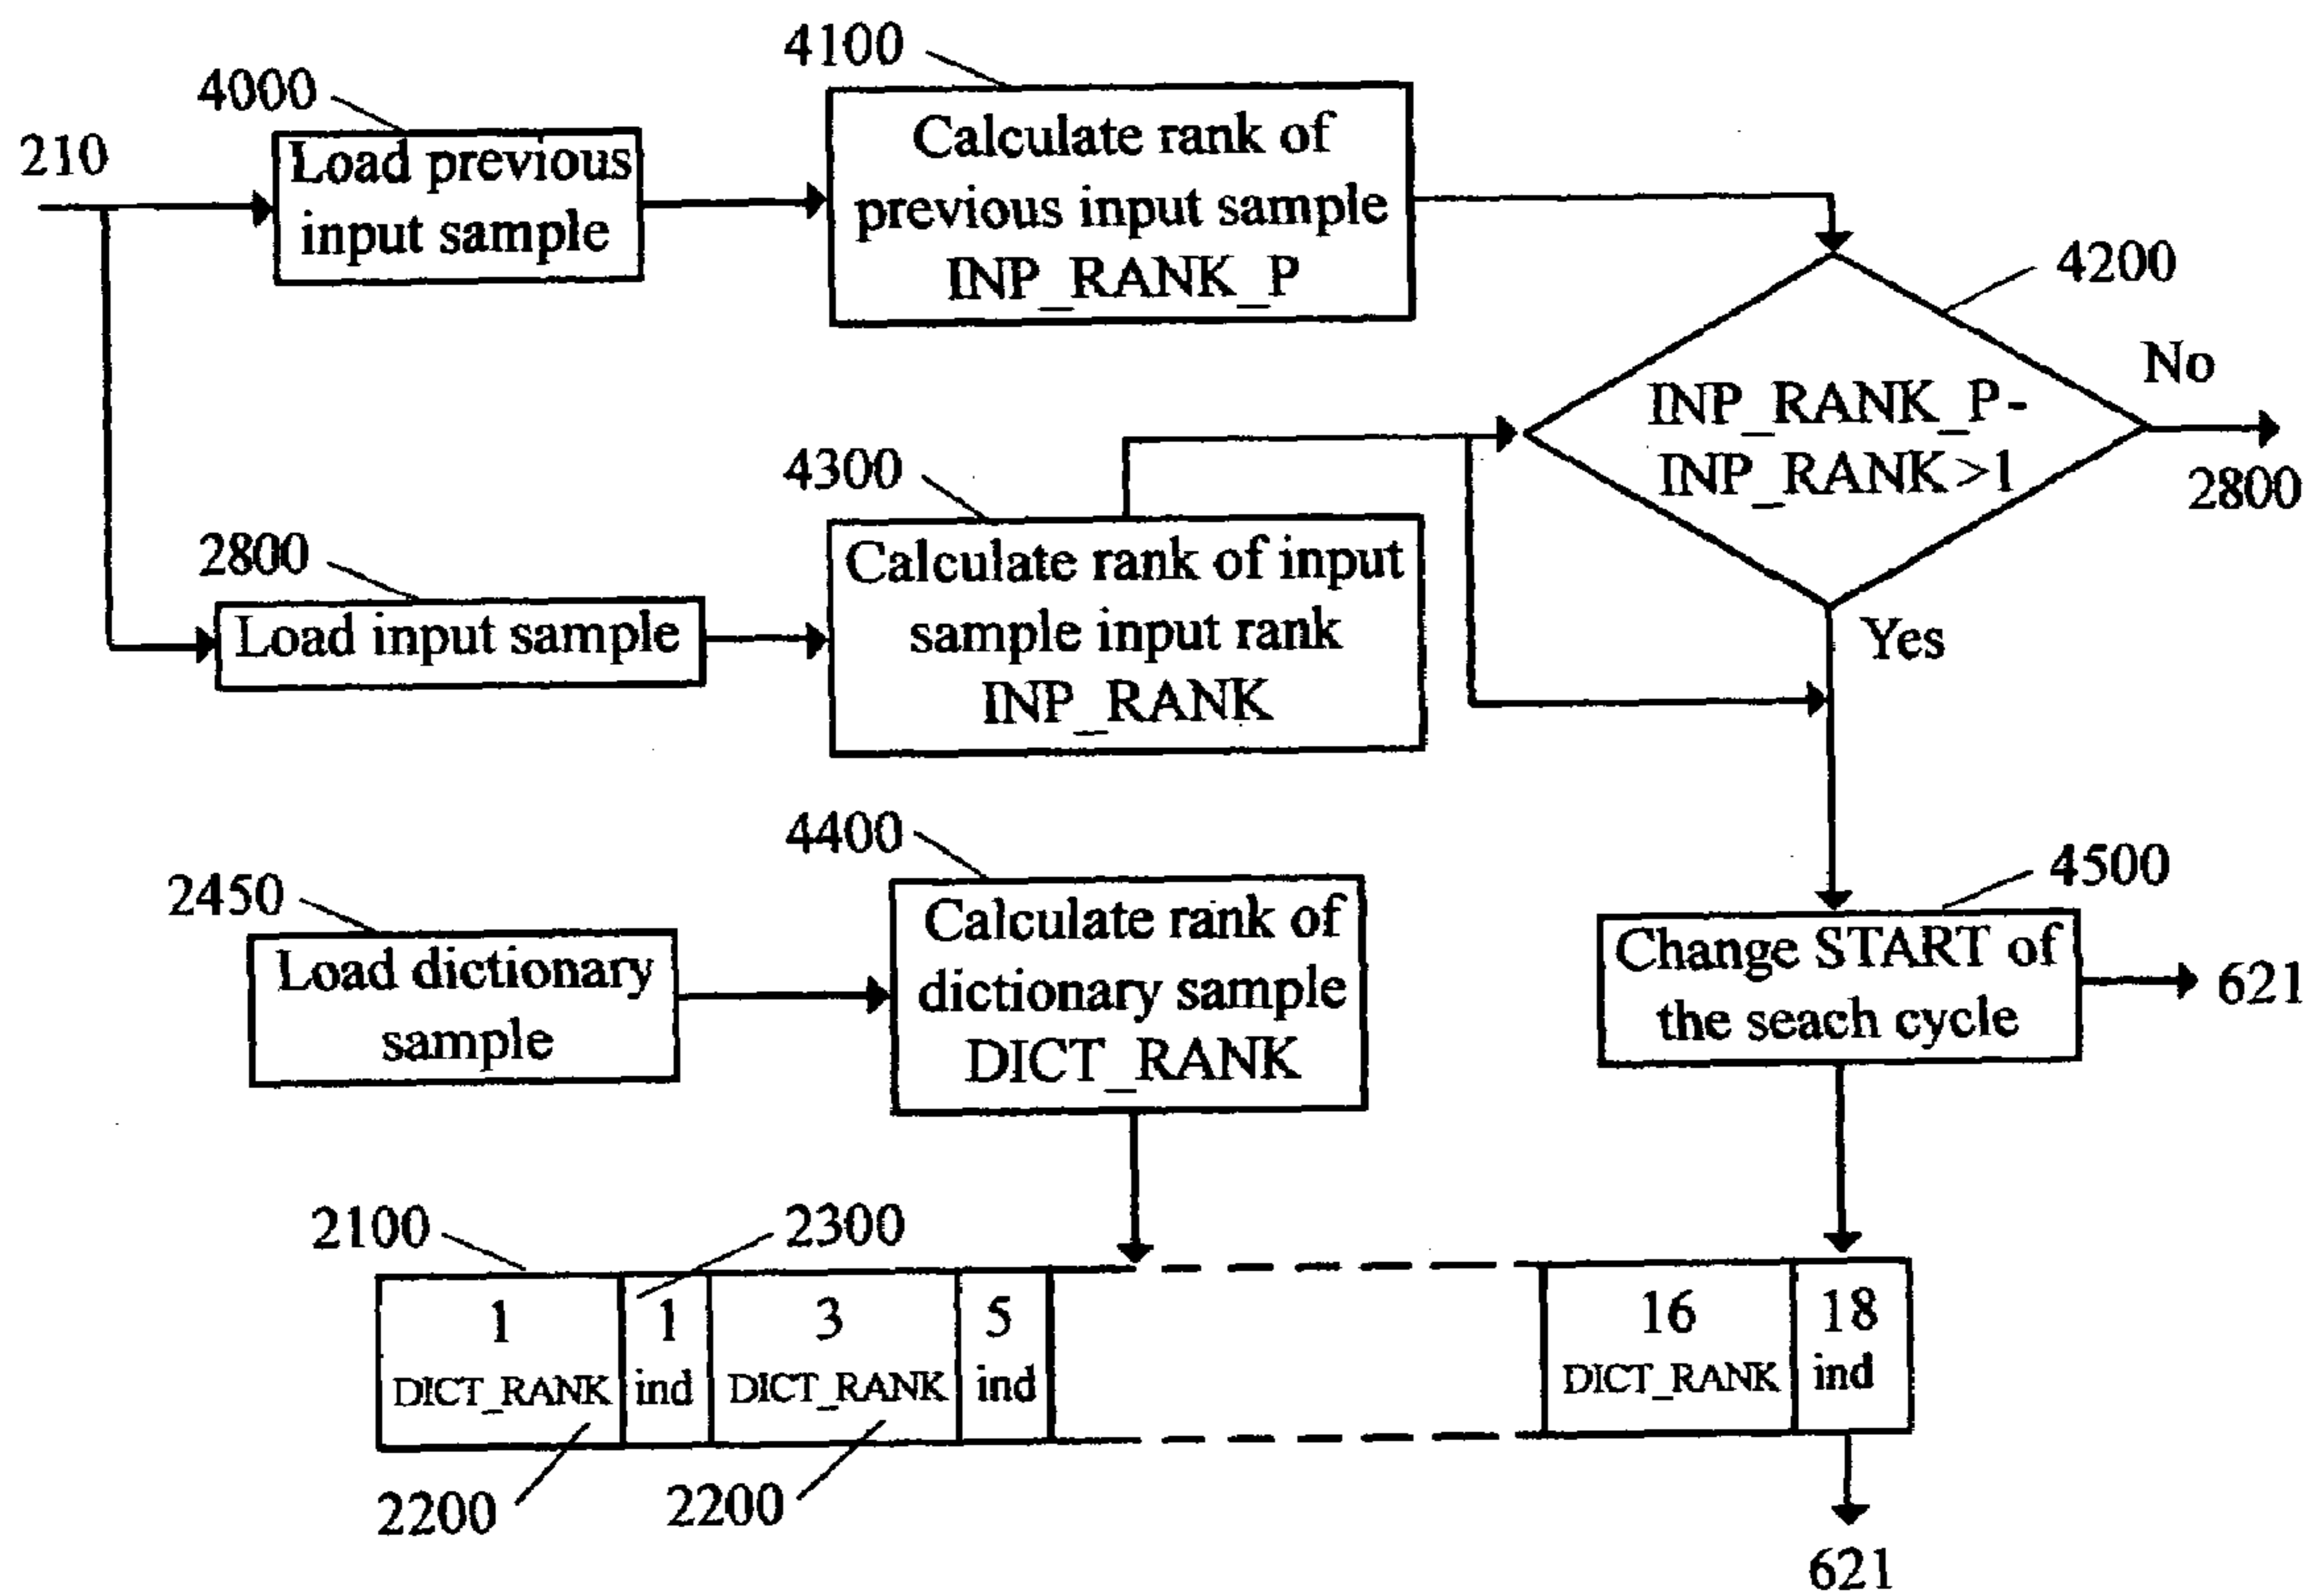 4100
4000
210
Load previous
input sample
Calculate rank of
previous input sample
INP_RANK_P
4200
No
INP_RANK_P-
INP_RANK>1
2800
4300
2800
Load input sample
Calculate rank of input
sample input rank
INP_RANK
Yes
4400
2450
Load dictionary
sample
Calculate rank of
dictionary sample
DICT_RANK
4500
Change START of
the seach cycle
621
2100
2300
1
DICT_RANK
1
ind
3
DICT_RANK
5
ind
16
DICT_RANK
18
ind
2200
2200
621